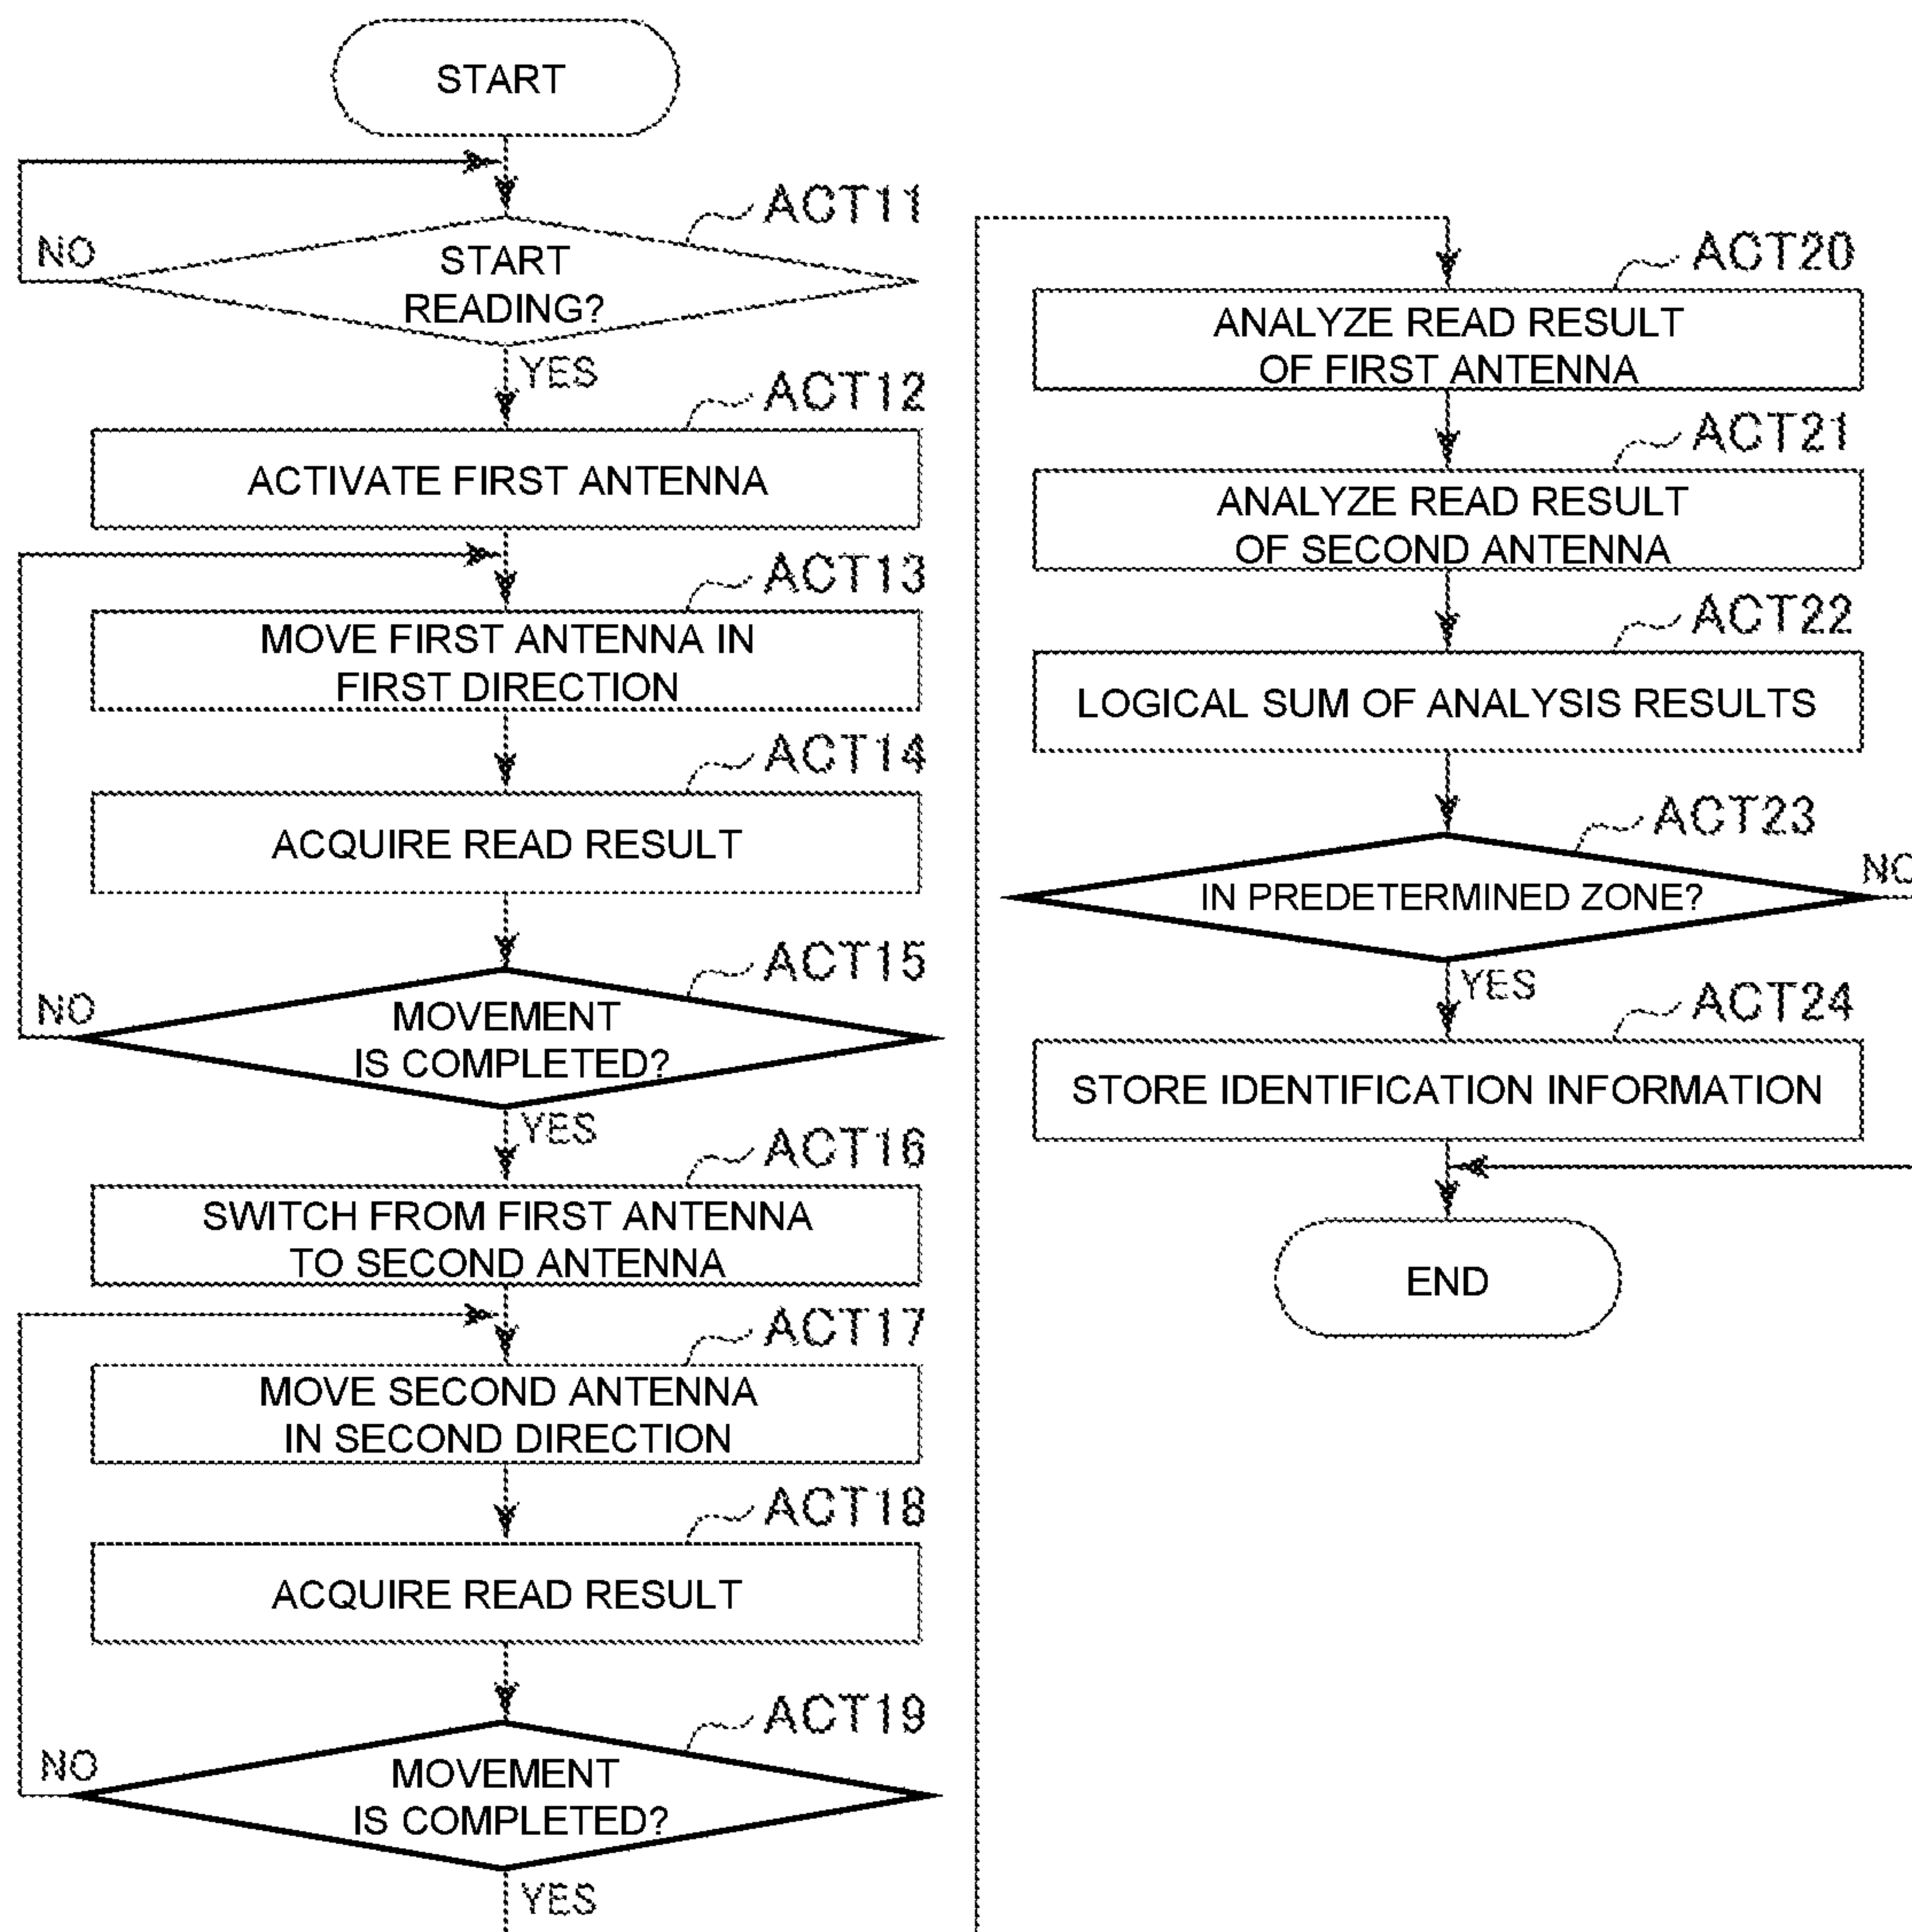 START
ACT11
NO
START
READING?
YES
ACT12
ACTIVATE FIRST ANTENNA
ACT13
MOVE FIRST ANTENNA IN
FIRST DIRECTION
ACT14
ACQUIRE READ RESULT
ACT15
NO
MOVEMENT
IS COMPLETED?
YES
ACT16
SWITCH FROM FIRST ANTENNA
TO SECOND ANTENNA
ACT17
MOVE SECOND ANTENNA
IN SECOND DIRECTION
ACT18
ACQUIRE READ RESULT
ACT19
NO
MOVEMENT
IS COMPLETED?
YES
ACT20
ANALYZE READ RESULT
OF FIRST ANTENNA
ACT21
ANALYZE READ RESULT
OF SECOND ANTENNA
ACT22
LOGICAL SUM OF ANALYSIS RESULTS
ACT23
NO
IN PREDETERMINED ZONE?
YES
ACT24
STORE IDENTIFICATION INFORMATION
END